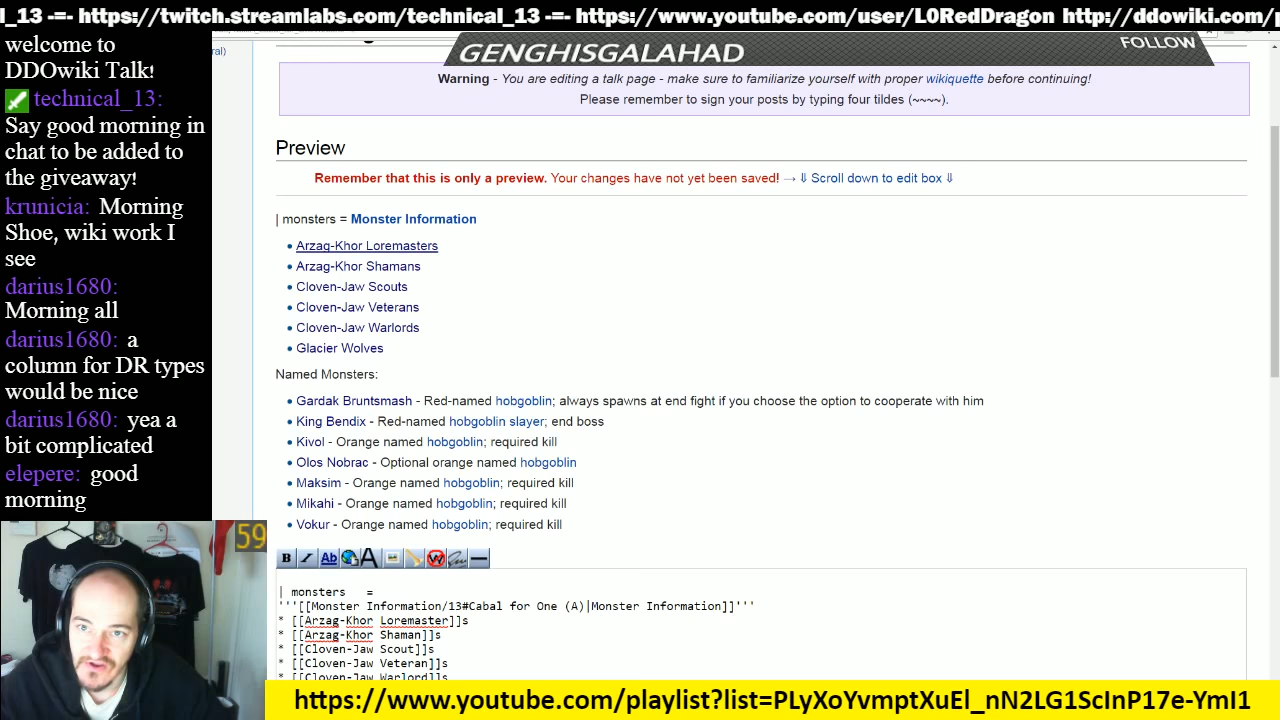 l_13 -=- https://twitch.streamlabs.com/technical_13 -=- https://www.youtube.com/user/L0RedDragon http://ddowiki.com/p
welcome to
DDOwiki Talk!
technical_13:
Say good morning in
chat to be added to
the giveaway!
krunicia: Morning
Shoe, wiki work I
see
darius1680:
Morning all
darius1680: a
column for DR types
would be nice
darius1680: yea a
bit complicated
elepere: good
morning
59
ral)
GENGHISGALAHAD
FOLLOW
Warning - You are editing a talk page - make sure to familiarize yourself with proper wikiquette before continuing!
Please remember to sign your posts by typing four tildes (~~~~).
Preview
Remember that this is only a preview. Your changes have not yet been saved! → ⇓ Scroll down to edit box ⇓
| monsters = Monster Information
• Arzag-Khor Loremasters
• Arzag-Khor Shamans
• Cloven-Jaw Scouts
• Cloven-Jaw Veterans
• Cloven-Jaw Warlords
• Glacier Wolves
Named Monsters:
• Gardak Bruntsmash - Red-named hobgoblin; always spawns at end fight if you choose the option to cooperate with him
• King Bendix - Red-named hobgoblin slayer; end boss
• Kivol - Orange named hobgoblin; required kill
• Olos Nobrac - Optional orange named hobgoblin
• Maksim - Orange named hobgoblin; required kill
• Mikahi - Orange named hobgoblin; required kill
• Vokur - Orange named hobgoblin; required kill
B I Ab A W
| monsters =
'''[[Monster Information/13#Cabal for One (A)|Monster Information]]'''
* [[Arzag-Khor Loremaster]]s
* [[Arzag-Khor Shaman]]s
* [[Cloven-Jaw Scout]]s
* [[Cloven-Jaw Veteran]]s
* [[Cloven-Jaw Warlord]]s
https://www.youtube.com/playlist?list=PLyXoYvmptXuEl_nN2LG1ScInP17e-YmI1